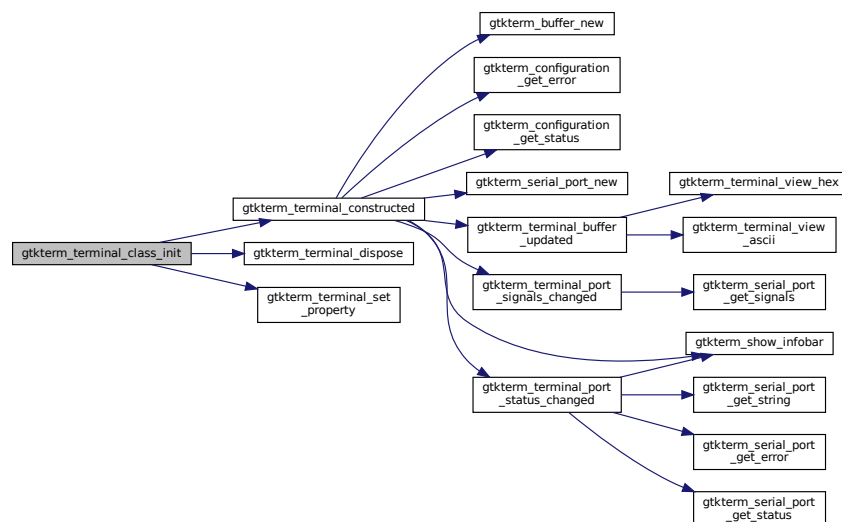 gtkterm_buffer_new
gtkterm_configuration
_get_error
gtkterm_configuration
_get_status
gtkterm_serial_port_new
gtkterm_terminal_view_hex
gtkterm_terminal_constructed
gtkterm_terminal_buffer
_updated
gtkterm_terminal_view
_ascii
gtkterm_terminal_class_init
gtkterm_terminal_dispose
gtkterm_terminal_port
_signals_changed
gtkterm_serial_port
_get_signals
gtkterm_terminal_set
_property
gtkterm_show_infobar
gtkterm_terminal_port
_status_changed
gtkterm_serial_port
_get_string
gtkterm_serial_port
_get_error
gtkterm_serial_port
_get_status